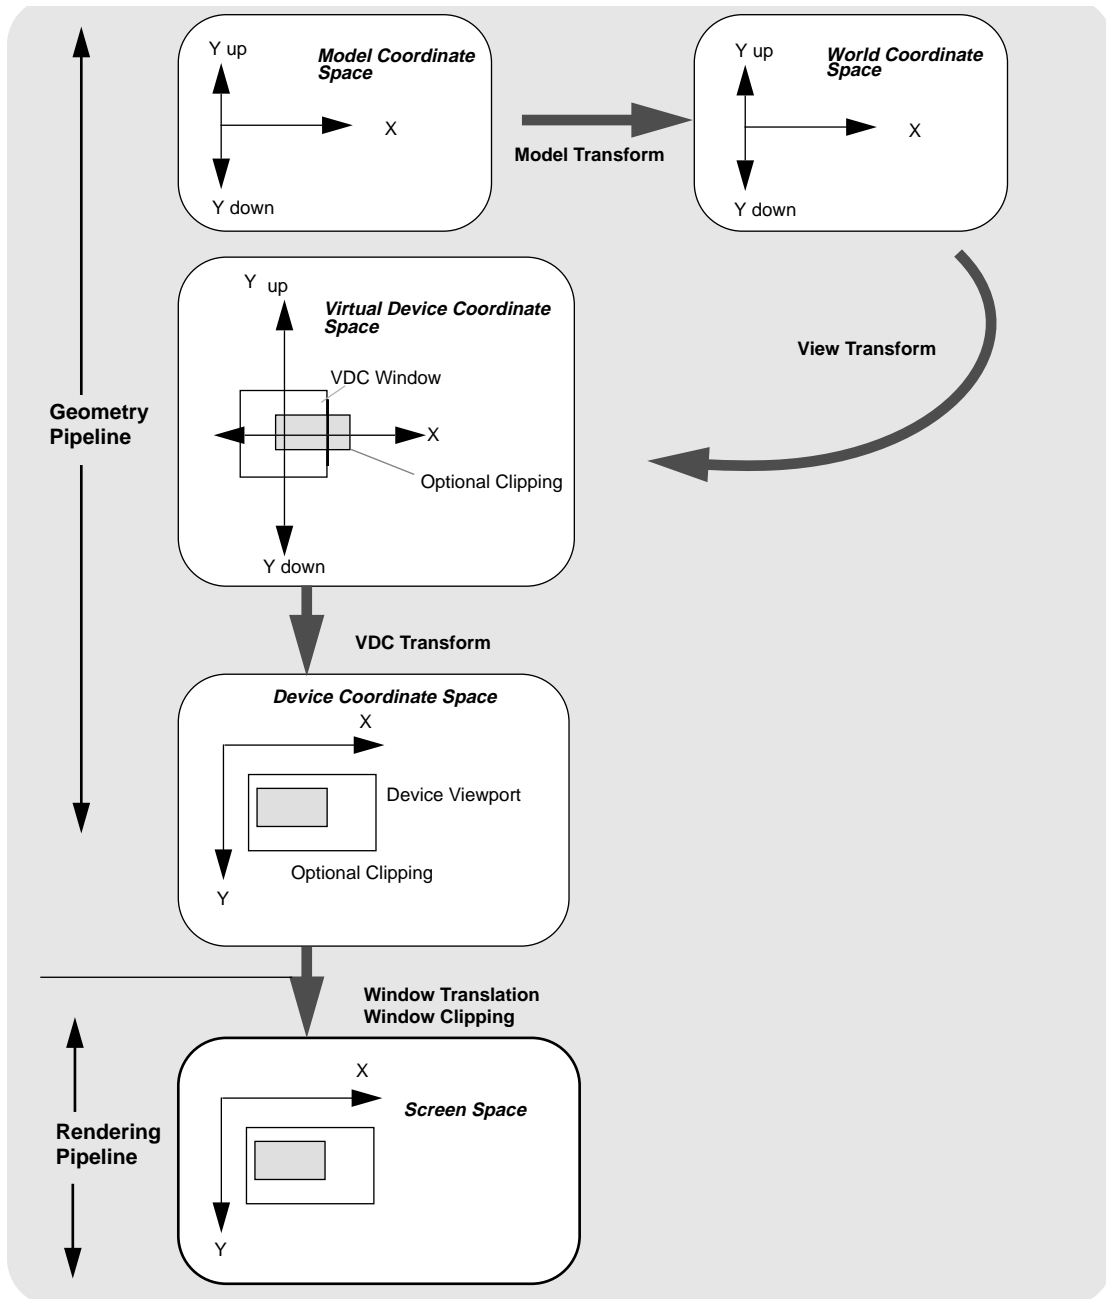 Y up
Model Coordinate
Space
X
Y down
Model Transform
Y up
World Coordinate
Space
X
Y down
View Transform
Y up
Virtual Device Coordinate
Space
VDC Window
X
Optional Clipping
Y down
Geometry
Pipeline
VDC Transform
Device Coordinate Space
X
Device Viewport
Optional Clipping
Y
Window Translation
Window Clipping
X
Screen Space
Rendering
Pipeline
Y